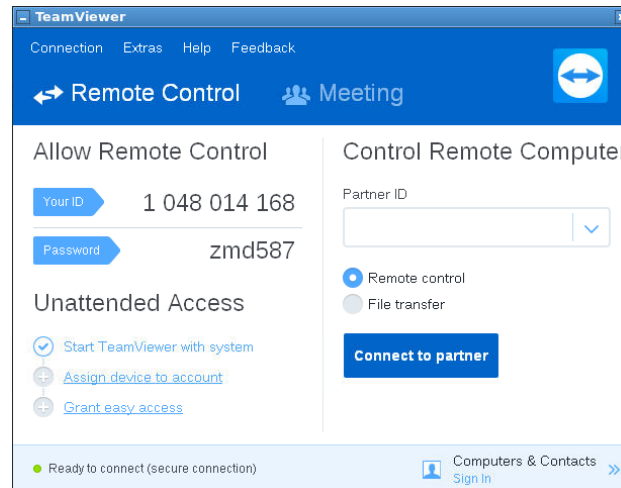 TeamViewer
Connection Extras Help Feedback
Remote Control Meeting
Allow Remote Control
Your ID 1 048 014 168
Password zmd587
Unattended Access
Start TeamViewer with system
Assign device to account
Grant easy access
Control Remote Compute
Partner ID
Remote control
File transfer
Connect to partner
Ready to connect (secure connection)
Computers & Contacts
Sign In